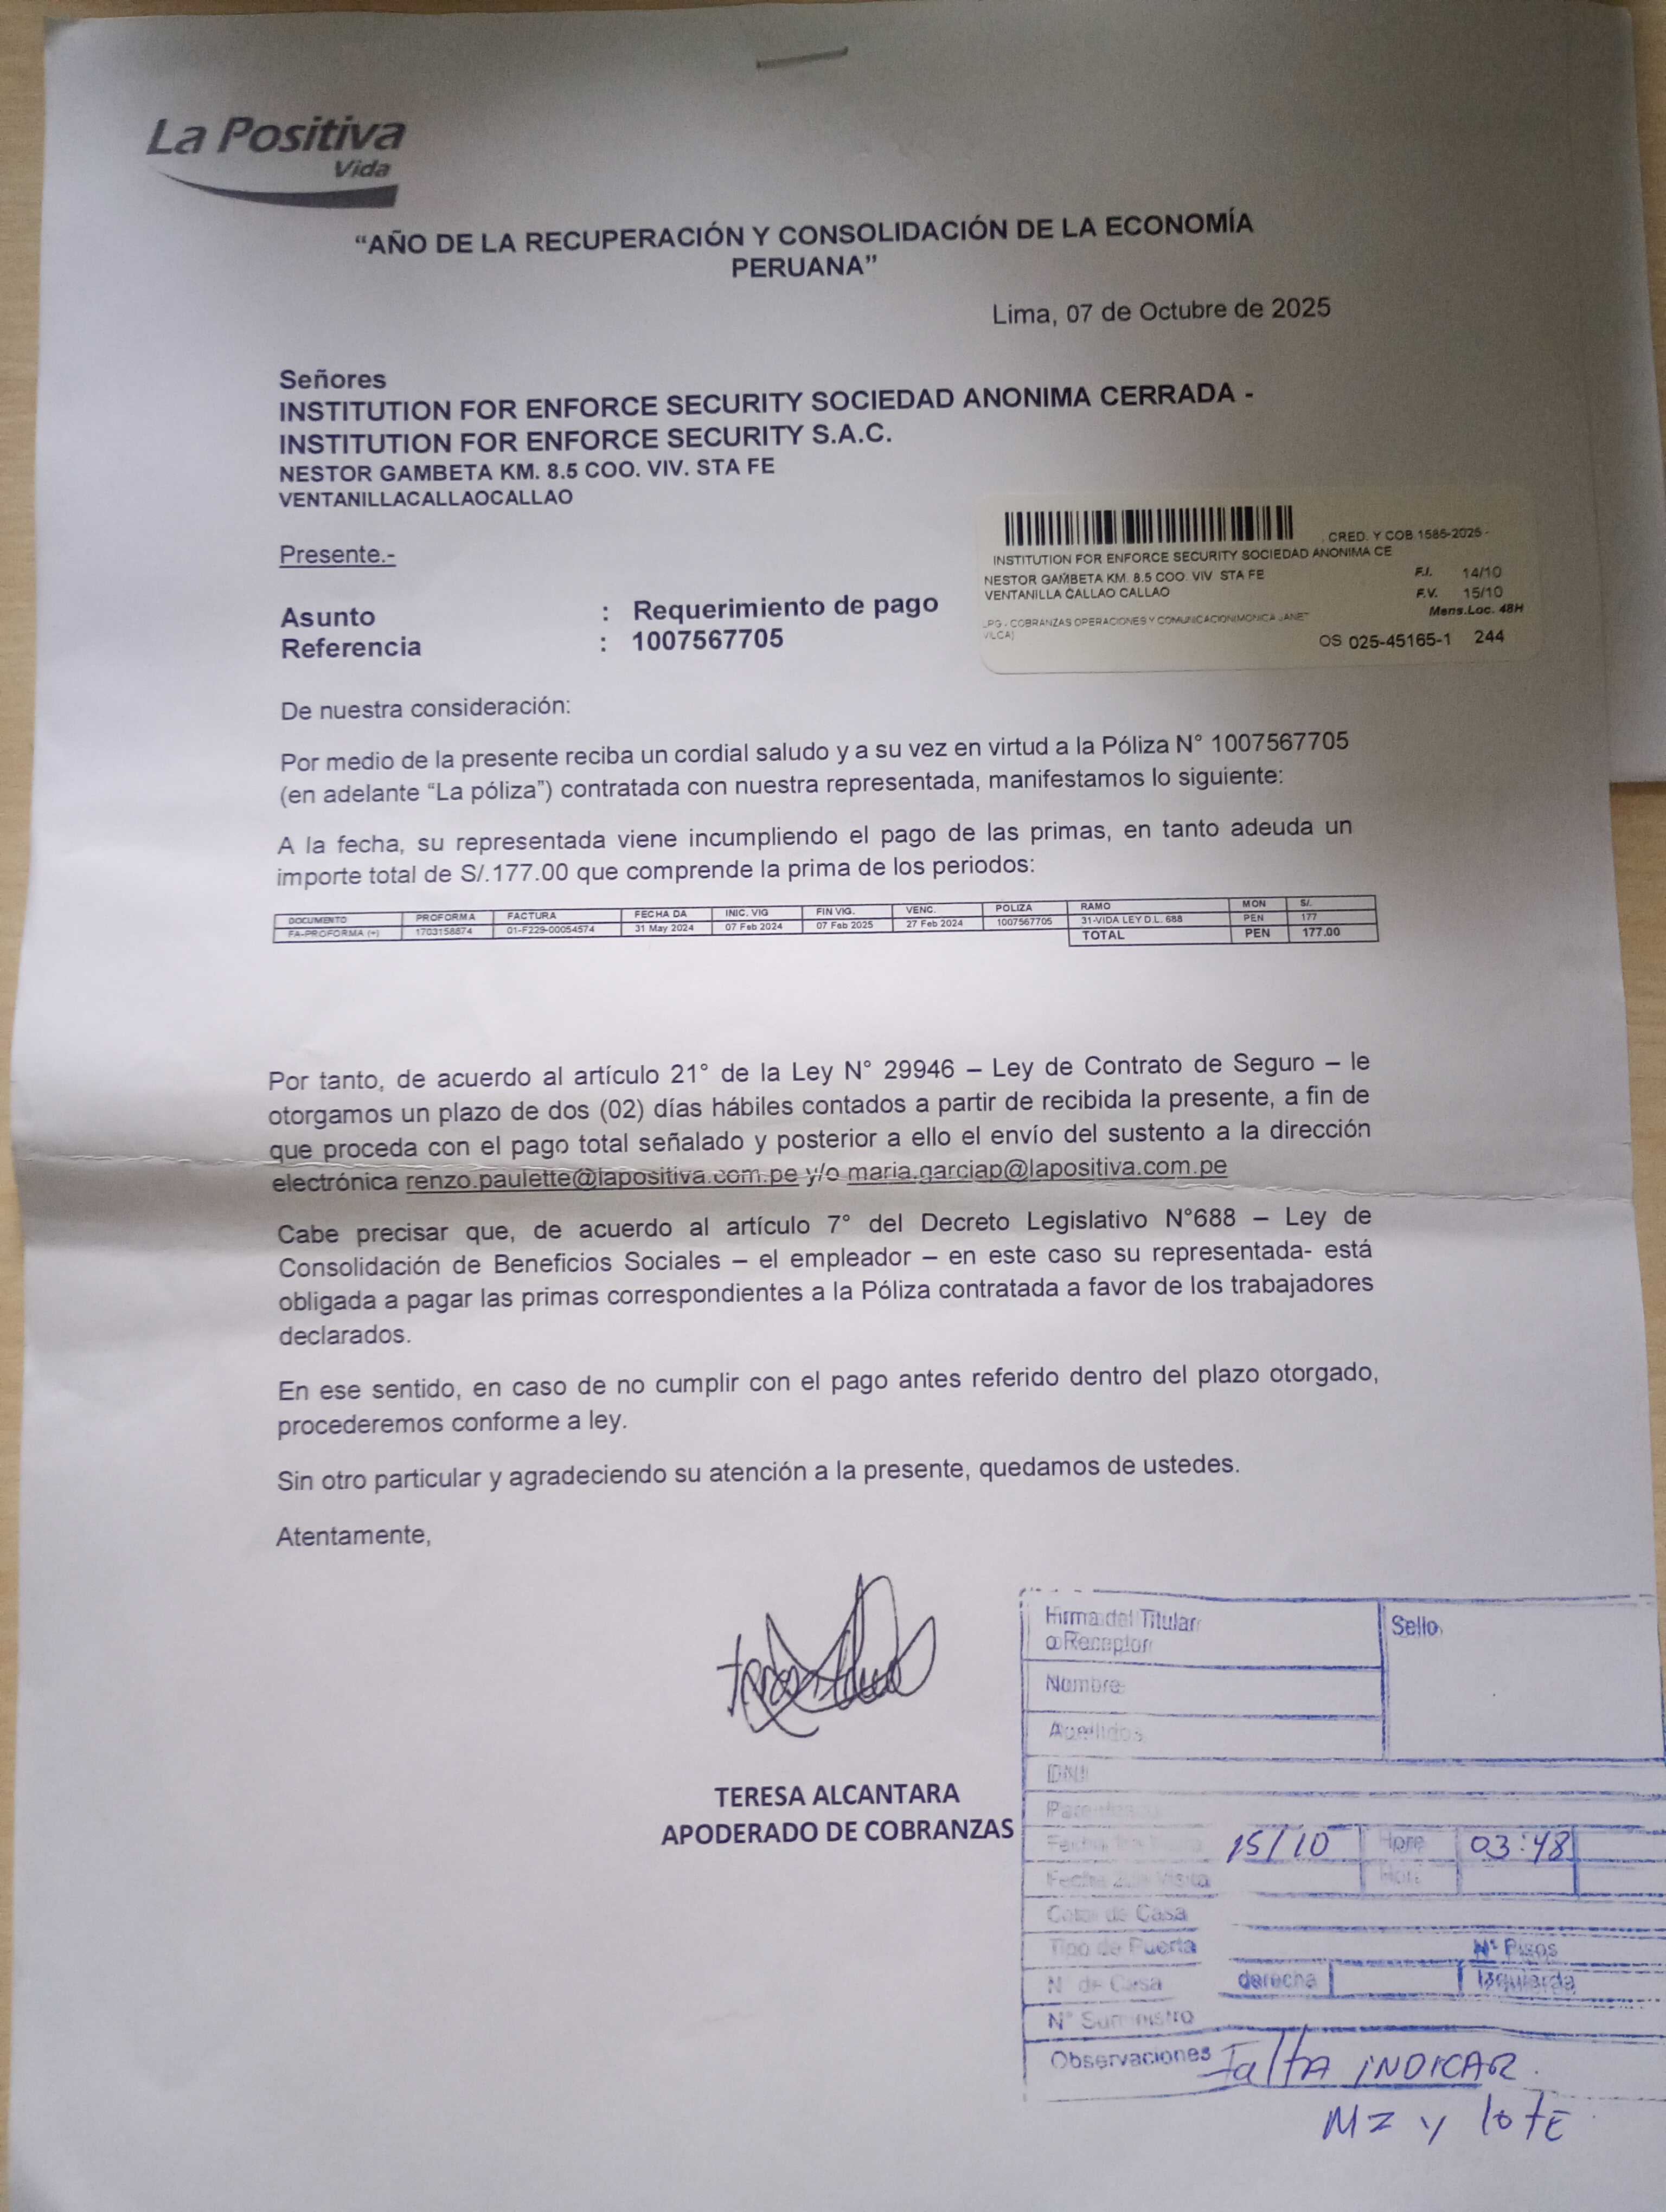 La Positiva
Vida
“AÑO DE LA RECUPERACIÓN Y CONSOLIDACIÓN DE LA ECONOMÍA
PERUANA”
Lima, 07 de Octubre de 2025
Señores
INSTITUTION FOR ENFORCE SECURITY SOCIEDAD ANONIMA CERRADA -
INSTITUTION FOR ENFORCE SECURITY S.A.C.
NESTOR GAMBETA KM. 8.5 COO. VIV. STA FE
VENTANILLACALLAOCALLAO
Presente.-
CRED. Y COB 1585-2025 -
INSTITUTION FOR ENFORCE SECURITY SOCIEDAD ANONIMA CE
NESTOR GAMBETA KM. 8.5 COO. VIV STA FE F.I. 14/10
VENTANILLA CALLAO CALLAO F.V. 15/10
Mens.Loc. 48H
COBRANZAS OPERACIONES Y COMUNICACION(MONICA JANET
VILCA)
OS 025-45165-1 244
Asunto : Requerimiento de pago
Referencia : 1007567705
De nuestra consideración:
Por medio de la presente reciba un cordial saludo y a su vez en virtud a la Póliza N° 1007567705
(en adelante “La póliza”) contratada con nuestra representada, manifestamos lo siguiente:
A la fecha, su representada viene incumpliendo el pago de las primas, en tanto adeuda un
importe total de S/.177.00 que comprende la prima de los periodos:
DOCUMENTO PROFORMA FACTURA FECHA DA INIC. VIG FIN VIG. VENC. POLIZA RAMO MON S/.
FA-PROFORMA (+) 1703158874 01-F229-00054574 31 May 2024 07 Feb 2024 07 Feb 2025 27 Feb 2024 1007567705 31-VIDA LEY D.L. 688 PEN 177
TOTAL PEN 177.00
Por tanto, de acuerdo al artículo 21° de la Ley N° 29946 – Ley de Contrato de Seguro – le
otorgamos un plazo de dos (02) días hábiles contados a partir de recibida la presente, a fin de
que proceda con el pago total señalado y posterior a ello el envío del sustento a la dirección
electrónica renzo.paulette@lapositiva.com.pe y/o maria.garciap@lapositiva.com.pe
Cabe precisar que, de acuerdo al artículo 7° del Decreto Legislativo N°688 – Ley de
Consolidación de Beneficios Sociales – el empleador – en este caso su representada- está
obligada a pagar las primas correspondientes a la Póliza contratada a favor de los trabajadores
declarados.
En ese sentido, en caso de no cumplir con el pago antes referido dentro del plazo otorgado,
procederemos conforme a ley.
Sin otro particular y agradeciendo su atención a la presente, quedamos de ustedes.
Atentamente,
TERESA ALCANTARA
APODERADO DE COBRANZAS
Firma del Titular
o Receptor
Sello
Nombre
Apellidos
DNI
Fecha 15/10 Hora 03:48
Fecha 2da Visita Hora
Color de Casa
Tipo de Puerta N° Pisos
N° de Casa derecha Izquierda
N° Suministro
Observaciones Falta INDICAR
MZ y lote